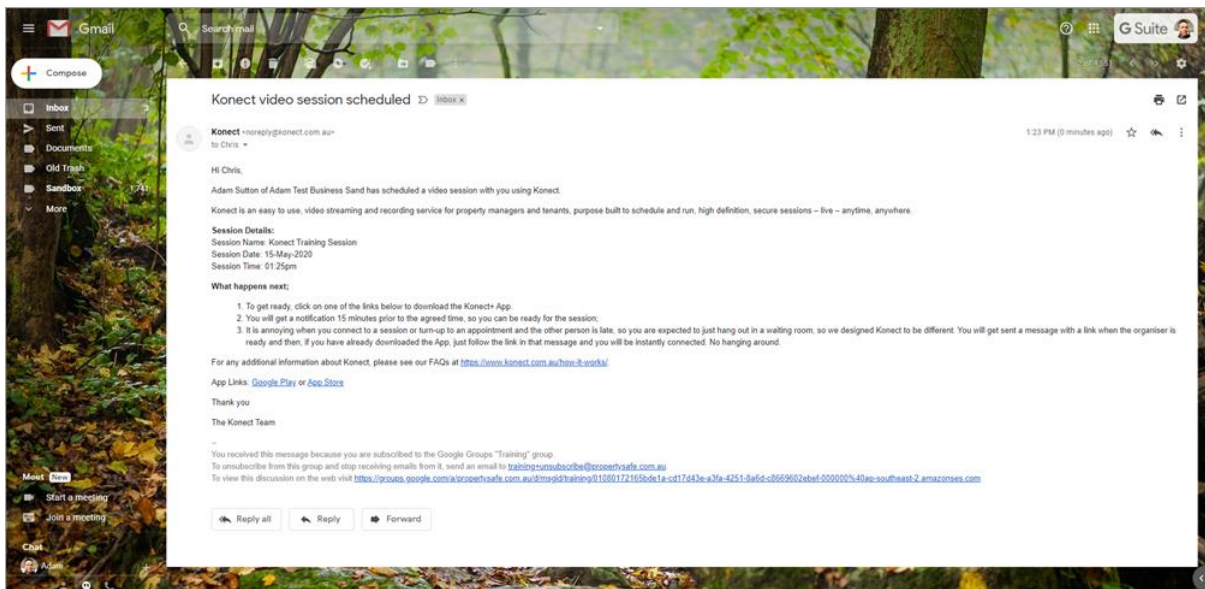 Gmail
Search mail
G Suite
Compose
Inbox 3
Sent
Documents
Old Trash
Sandbox 1,741
More
Konect video session scheduled Inbox x
Konect <noreply@konect.com.au>
1:23 PM (0 minutes ago)
to Chris
Hi Chris,
Adam Sutton of Adam Test Business Sand has scheduled a video session with you using Konect.
Konect is an easy to use, video streaming and recording service for property managers and tenants, purpose built to schedule and run, high definition, secure sessions – live – anytime, anywhere.
Session Details:
Session Name: Konect Training Session
Session Date: 15-May-2020
Session Time: 01:25pm
What happens next;
1. To get ready, click on one of the links below to download the Konect+ App.
2. You will get a notification 15 minutes prior to the agreed time, so you can be ready for the session;
3. It is annoying when you connect to a session or turn-up to an appointment and the other person is late, so you are expected to just hang out in a waiting room, so we designed Konect to be different. You will get sent a message with a link when the organiser is
ready and then, if you have already downloaded the App, just follow the link in that message and you will be instantly connected. No hanging around.
For any additional information about Konect, please see our FAQs at https://www.konect.com.au/how-it-works/.
App Links: Google Play or App Store
Thank you
The Konect Team
--
You received this message because you are subscribed to the Google Groups "Training" group.
To unsubscribe from this group and stop receiving emails from it, send an email to training+unsubscribe@propertysafe.com.au.
To view this discussion on the web visit
Reply all
Reply
Forward
Meet New
Start a meeting
Join a meeting
Chat
Adam